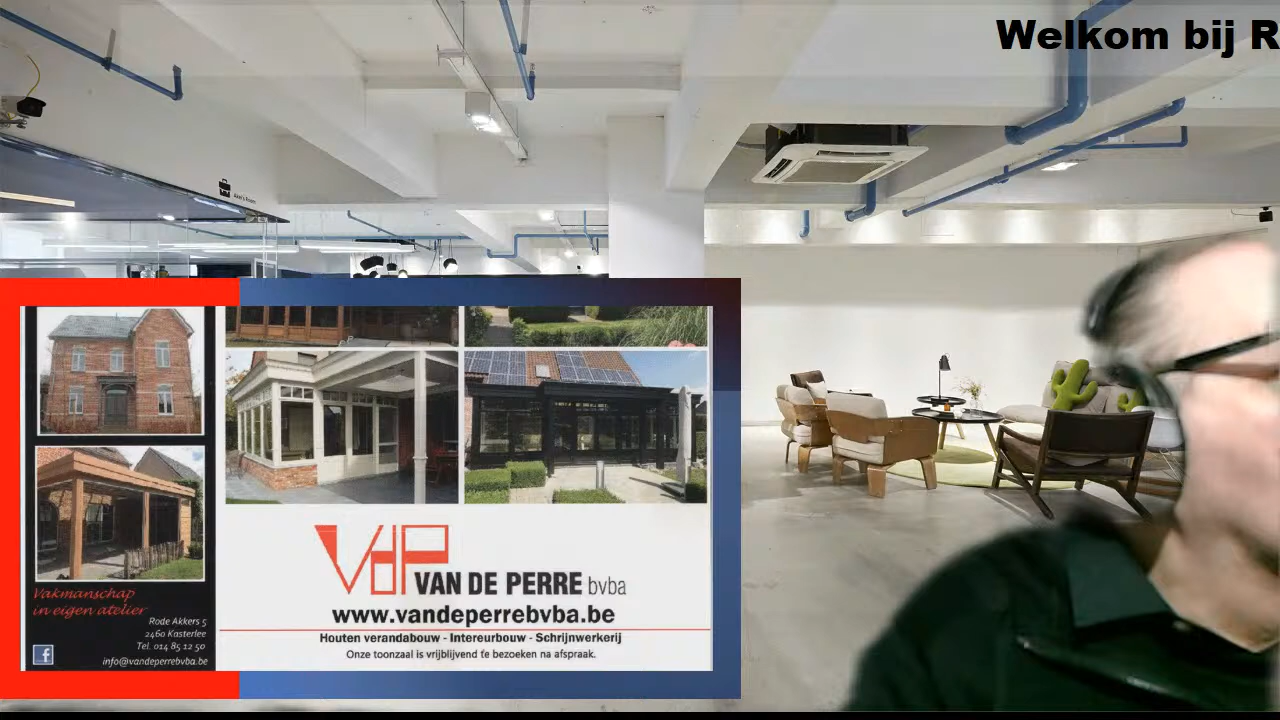 Welkom bij R
Vakmanschap
in eigen atelier
Rode Akkers 5
2460 Kasterlee
Tel. 014 85 12 50
info@vandeperrebvba.be
f
VdP
VAN DE PERRE bvba
www.vandeperrebvba.be
Houten verandabouw - Intereurbouw - Schrijnwerkerij
Onze toonzaal is vrijblijvend te bezoeken na afspraak.